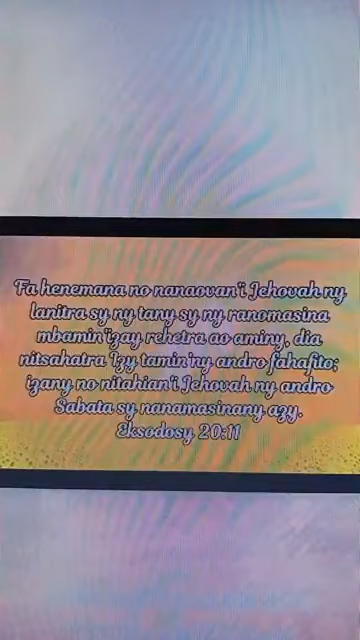 Fa henemana no nanaovan'i Jehovah ny
lanitra sy ny tany sy ny ranomasina
mbamin'izay rehetra ao aminy, dia
nitsahatra Izy tamin'ny andro fahafito;
izany no nitahian'i Jehovah ny andro
Sabata sy nanamasinany azy.
Eksodosy 20:11